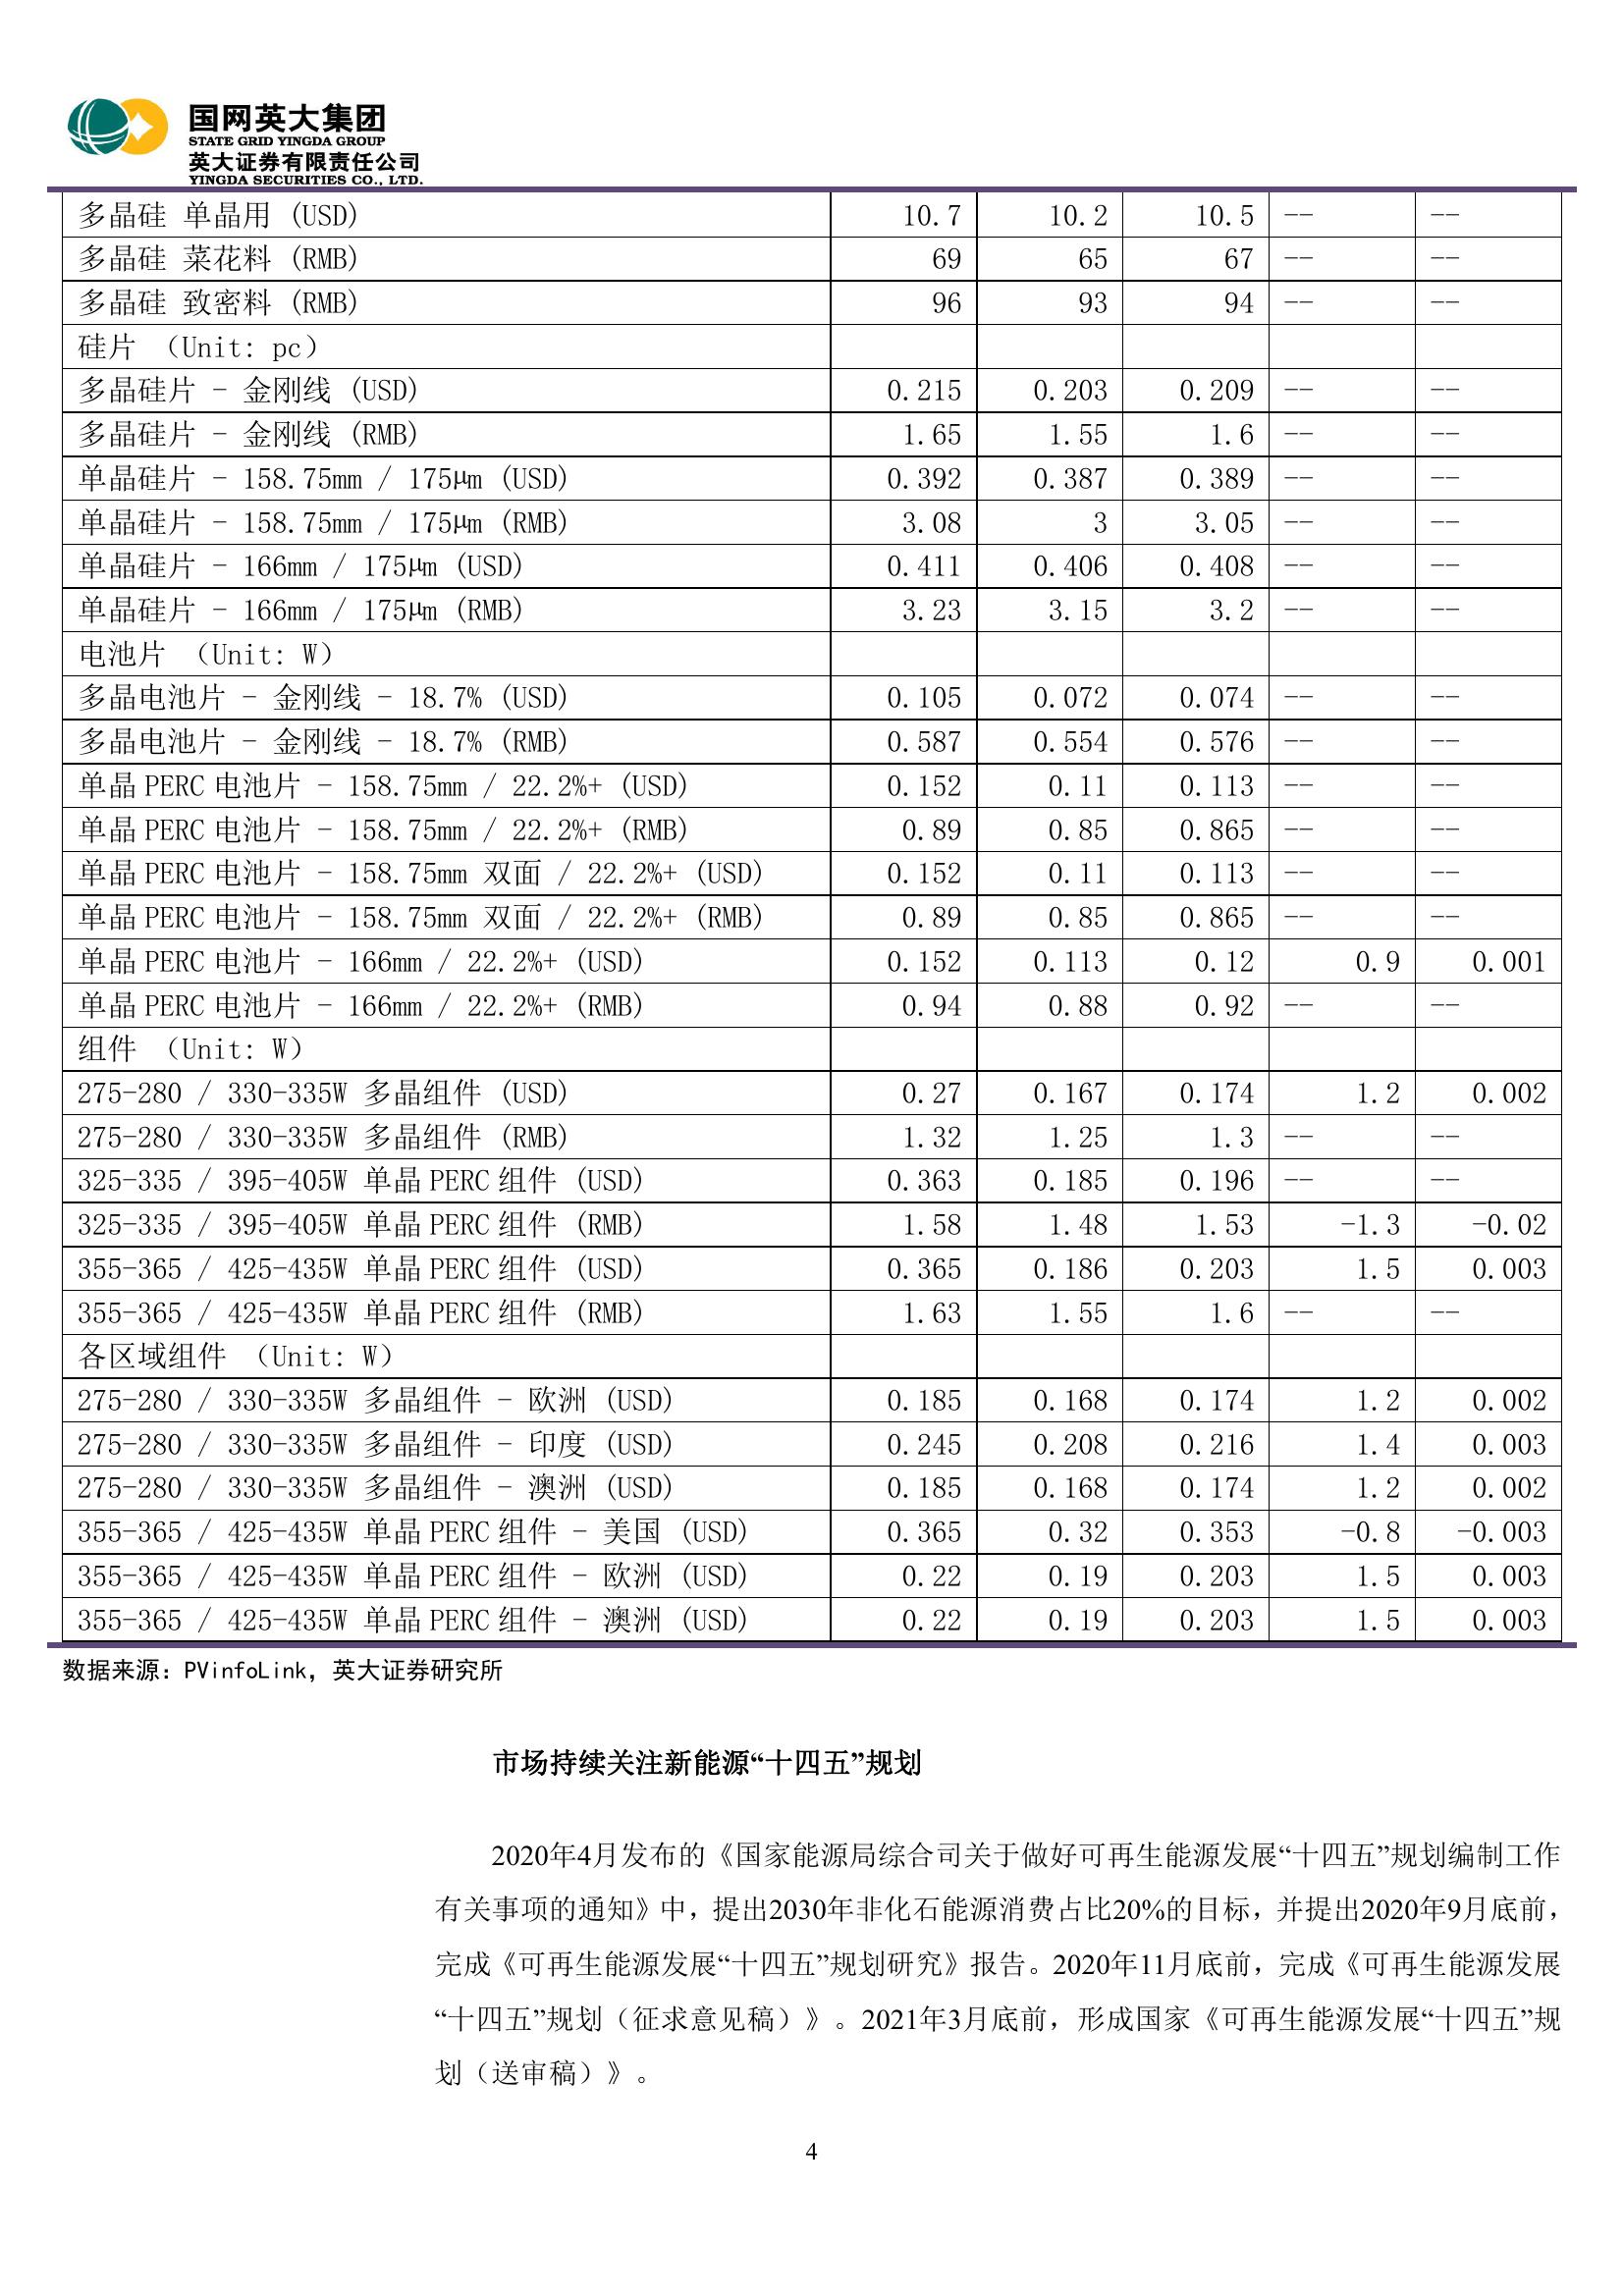 国网英大集团
STATE GRID YINGDA GROUP
英大证券有限责任公司
YINGDA SECURITIES CO., LTD.
多晶硅 单晶用 (USD) 10.7 10.2 10.5 -- --
多晶硅 菜花料 (RMB) 69 65 67 -- --
多晶硅 致密料 (RMB) 96 93 94 -- --
硅片 （Unit: pc）
多晶硅片 - 金刚线 (USD) 0.215 0.203 0.209 -- --
多晶硅片 - 金刚线 (RMB) 1.65 1.55 1.6 -- --
单晶硅片 - 158.75mm / 175μm (USD) 0.392 0.387 0.389 -- --
单晶硅片 - 158.75mm / 175μm (RMB) 3.08 3 3.05 -- --
单晶硅片 - 166mm / 175μm (USD) 0.411 0.406 0.408 -- --
单晶硅片 - 166mm / 175μm (RMB) 3.23 3.15 3.2 -- --
电池片 （Unit: W）
多晶电池片 - 金刚线 - 18.7% (USD) 0.105 0.072 0.074 -- --
多晶电池片 - 金刚线 - 18.7% (RMB) 0.587 0.554 0.576 -- --
单晶 PERC 电池片 - 158.75mm / 22.2%+ (USD) 0.152 0.11 0.113 -- --
单晶 PERC 电池片 - 158.75mm / 22.2%+ (RMB) 0.89 0.85 0.865 -- --
单晶 PERC 电池片 - 158.75mm 双面 / 22.2%+ (USD) 0.152 0.11 0.113 -- --
单晶 PERC 电池片 - 158.75mm 双面 / 22.2%+ (RMB) 0.89 0.85 0.865 -- --
单晶 PERC 电池片 - 166mm / 22.2%+ (USD) 0.152 0.113 0.12 0.9 0.001
单晶 PERC 电池片 - 166mm / 22.2%+ (RMB) 0.94 0.88 0.92 -- --
组件 （Unit: W）
275-280 / 330-335W 多晶组件 (USD) 0.27 0.167 0.174 1.2 0.002
275-280 / 330-335W 多晶组件 (RMB) 1.32 1.25 1.3 -- --
325-335 / 395-405W 单晶 PERC 组件 (USD) 0.363 0.185 0.196 -- --
325-335 / 395-405W 单晶 PERC 组件 (RMB) 1.58 1.48 1.53 -1.3 -0.02
355-365 / 425-435W 单晶 PERC 组件 (USD) 0.365 0.186 0.203 1.5 0.003
355-365 / 425-435W 单晶 PERC 组件 (RMB) 1.63 1.55 1.6 -- --
各区域组件 （Unit: W）
275-280 / 330-335W 多晶组件 - 欧洲 (USD) 0.185 0.168 0.174 1.2 0.002
275-280 / 330-335W 多晶组件 - 印度 (USD) 0.245 0.208 0.216 1.4 0.003
275-280 / 330-335W 多晶组件 - 澳洲 (USD) 0.185 0.168 0.174 1.2 0.002
355-365 / 425-435W 单晶 PERC 组件 - 美国 (USD) 0.365 0.32 0.353 -0.8 -0.003
355-365 / 425-435W 单晶 PERC 组件 - 欧洲 (USD) 0.22 0.19 0.203 1.5 0.003
355-365 / 425-435W 单晶 PERC 组件 - 澳洲 (USD) 0.22 0.19 0.203 1.5 0.003
数据来源：PVinfoLink，英大证券研究所
市场持续关注新能源“十四五”规划
2020年4月发布的《国家能源局综合司关于做好可再生能源发展“十四五”规划编制工作
有关事项的通知》中，提出2030年非化石能源消费占比20%的目标，并提出2020年9月底前，
完成《可再生能源发展“十四五”规划研究》报告。2020年11月底前，完成《可再生能源发展
“十四五”规划（征求意见稿）》。2021年3月底前，形成国家《可再生能源发展“十四五”规
划（送审稿）》。
4